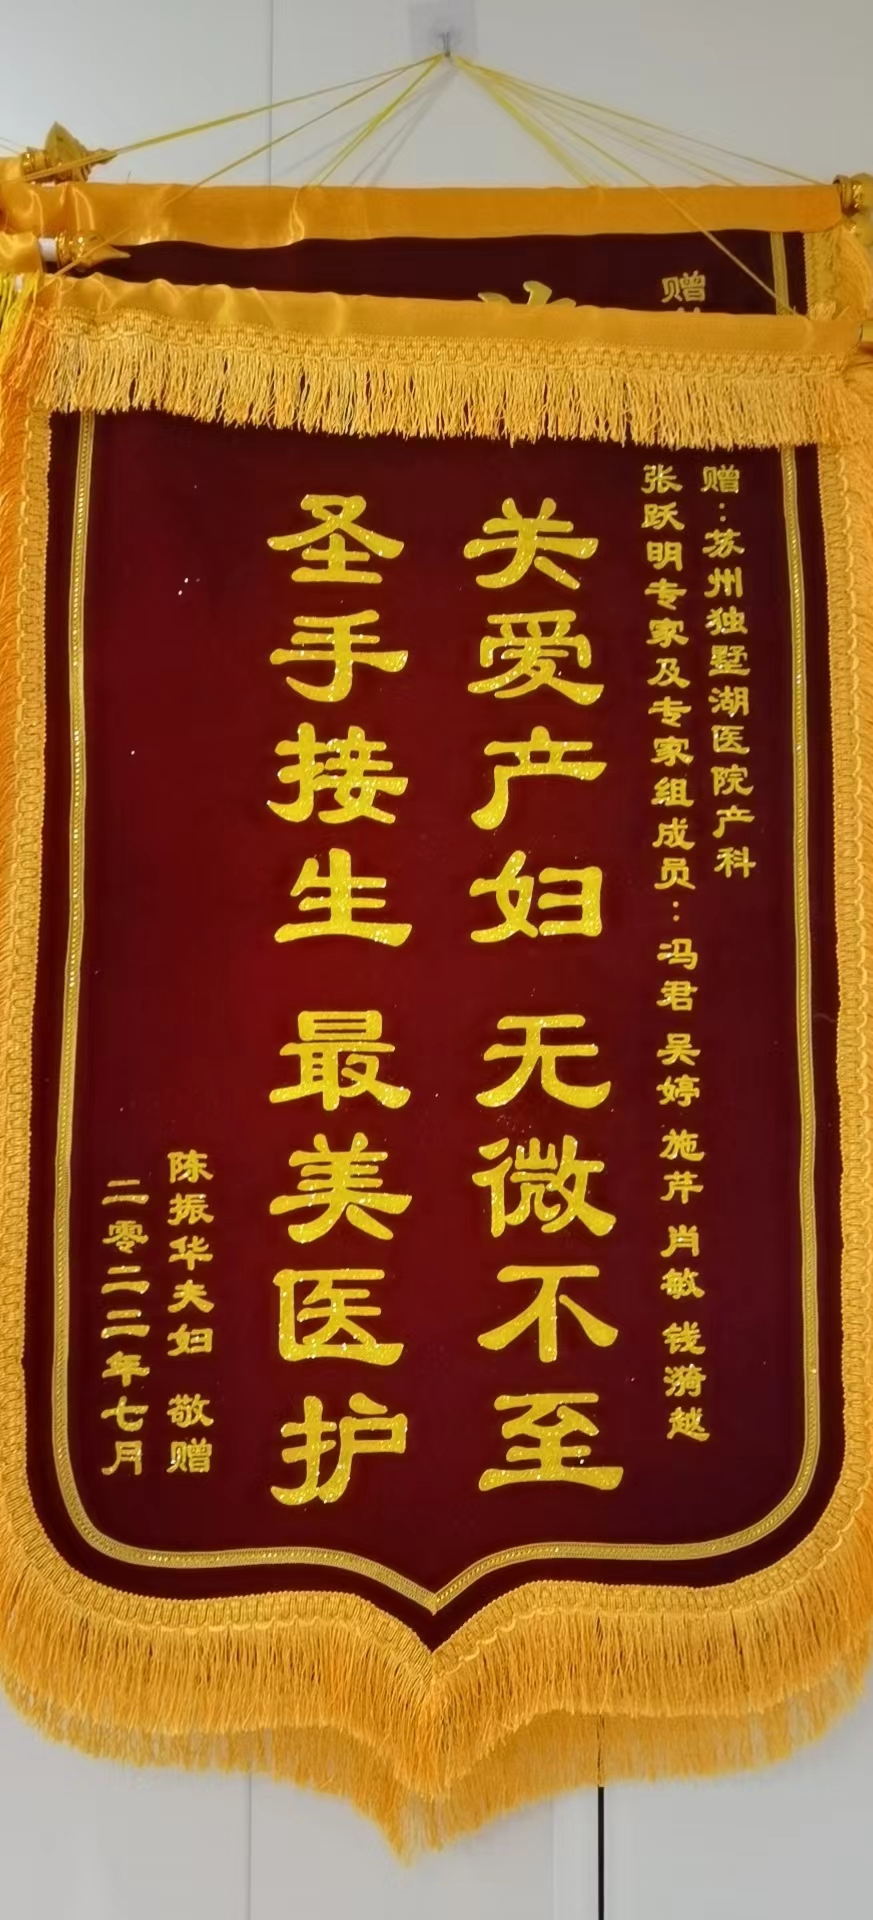 赠
赠：苏州独墅湖医院产科
张跃明专家及专家组成员：冯君 吴婷 施芹 肖敏 钱漪越
关爱产妇 无微不至
圣手接生 最美医护
陈振华夫妇 敬赠
二零二二年七月